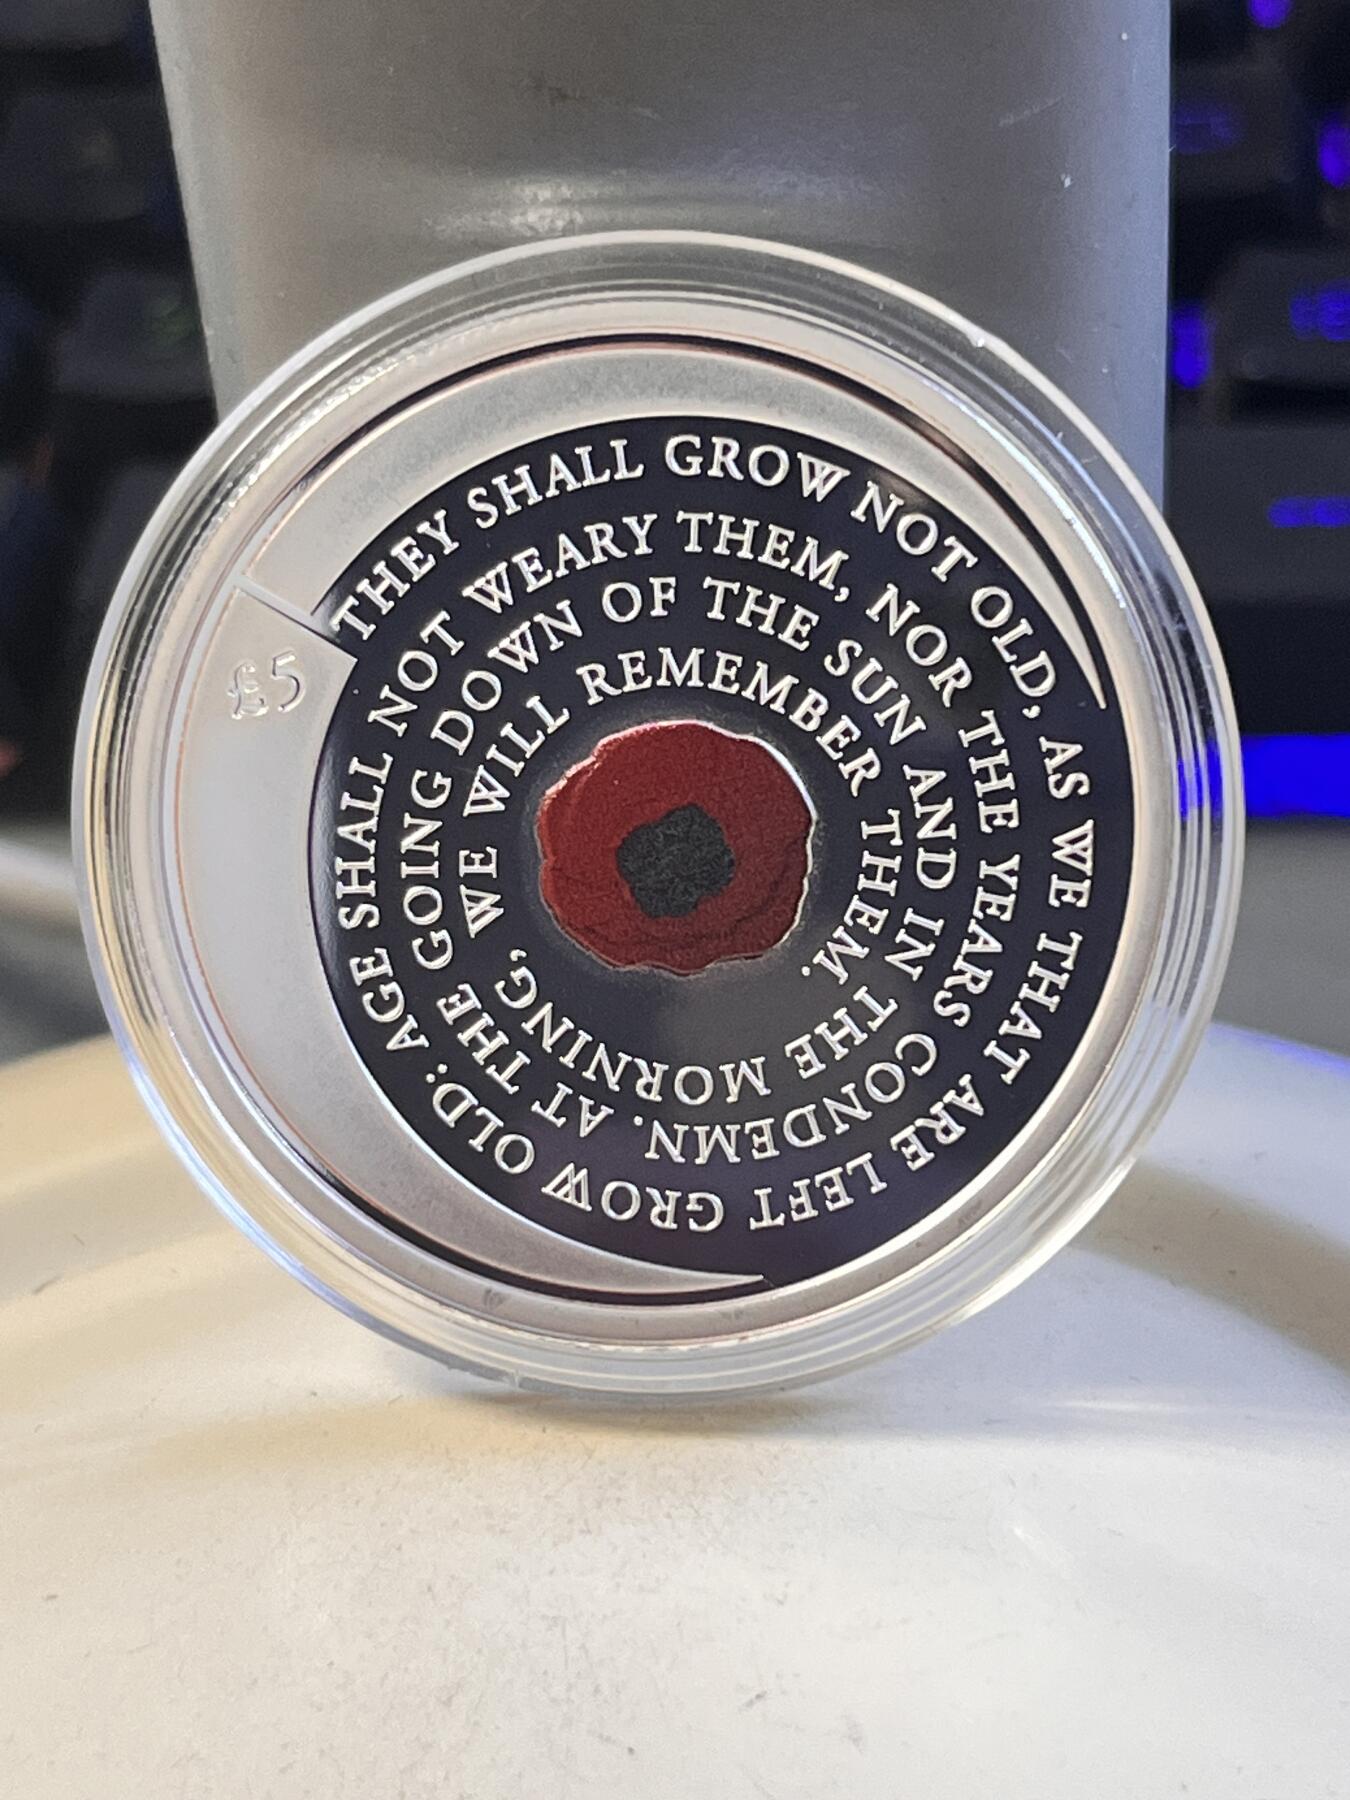 THEY SHALL GROW NOT OLD, AS WE THAT ARE LEFT GROW OLD:
AGE SHALL NOT WEARY THEM, NOR THE YEARS CONDEMN.
AT THE GOING DOWN OF THE SUN AND IN THE MORNING,
WE WILL REMEMBER THEM.
£5